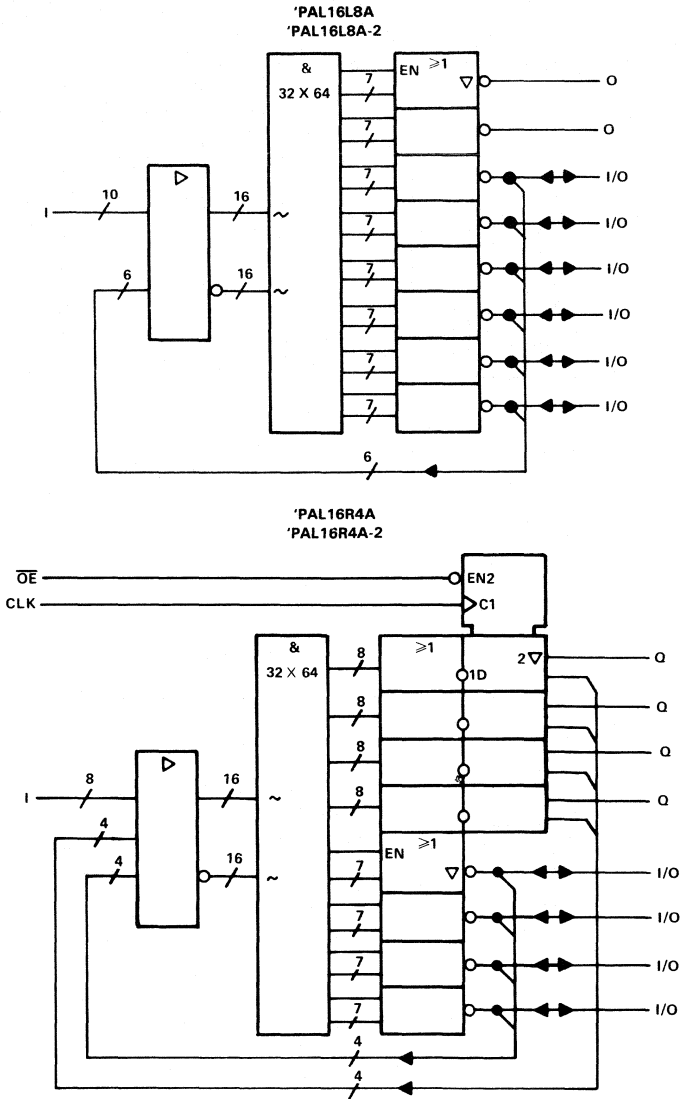 'PAL16L8A
'PAL16L8A-2
&
32 X 64
EN ≥1
▽
7
7
7
7
7
7
7
7
O
O
I/O
I/O
I/O
I/O
I/O
I/O
▷
I
10
16
~
6
16
~
6
'PAL16R4A
'PAL16R4A-2
O̅E̅
EN2
CLK
C1
&
32 X 64
8
≥1
1D
2 ▽
Q
8
Q
8
Q
8
Q
▷
I
8
16
~
4
4
16
~
EN ≥1
▽
7
I/O
7
I/O
7
I/O
7
I/O
4
4